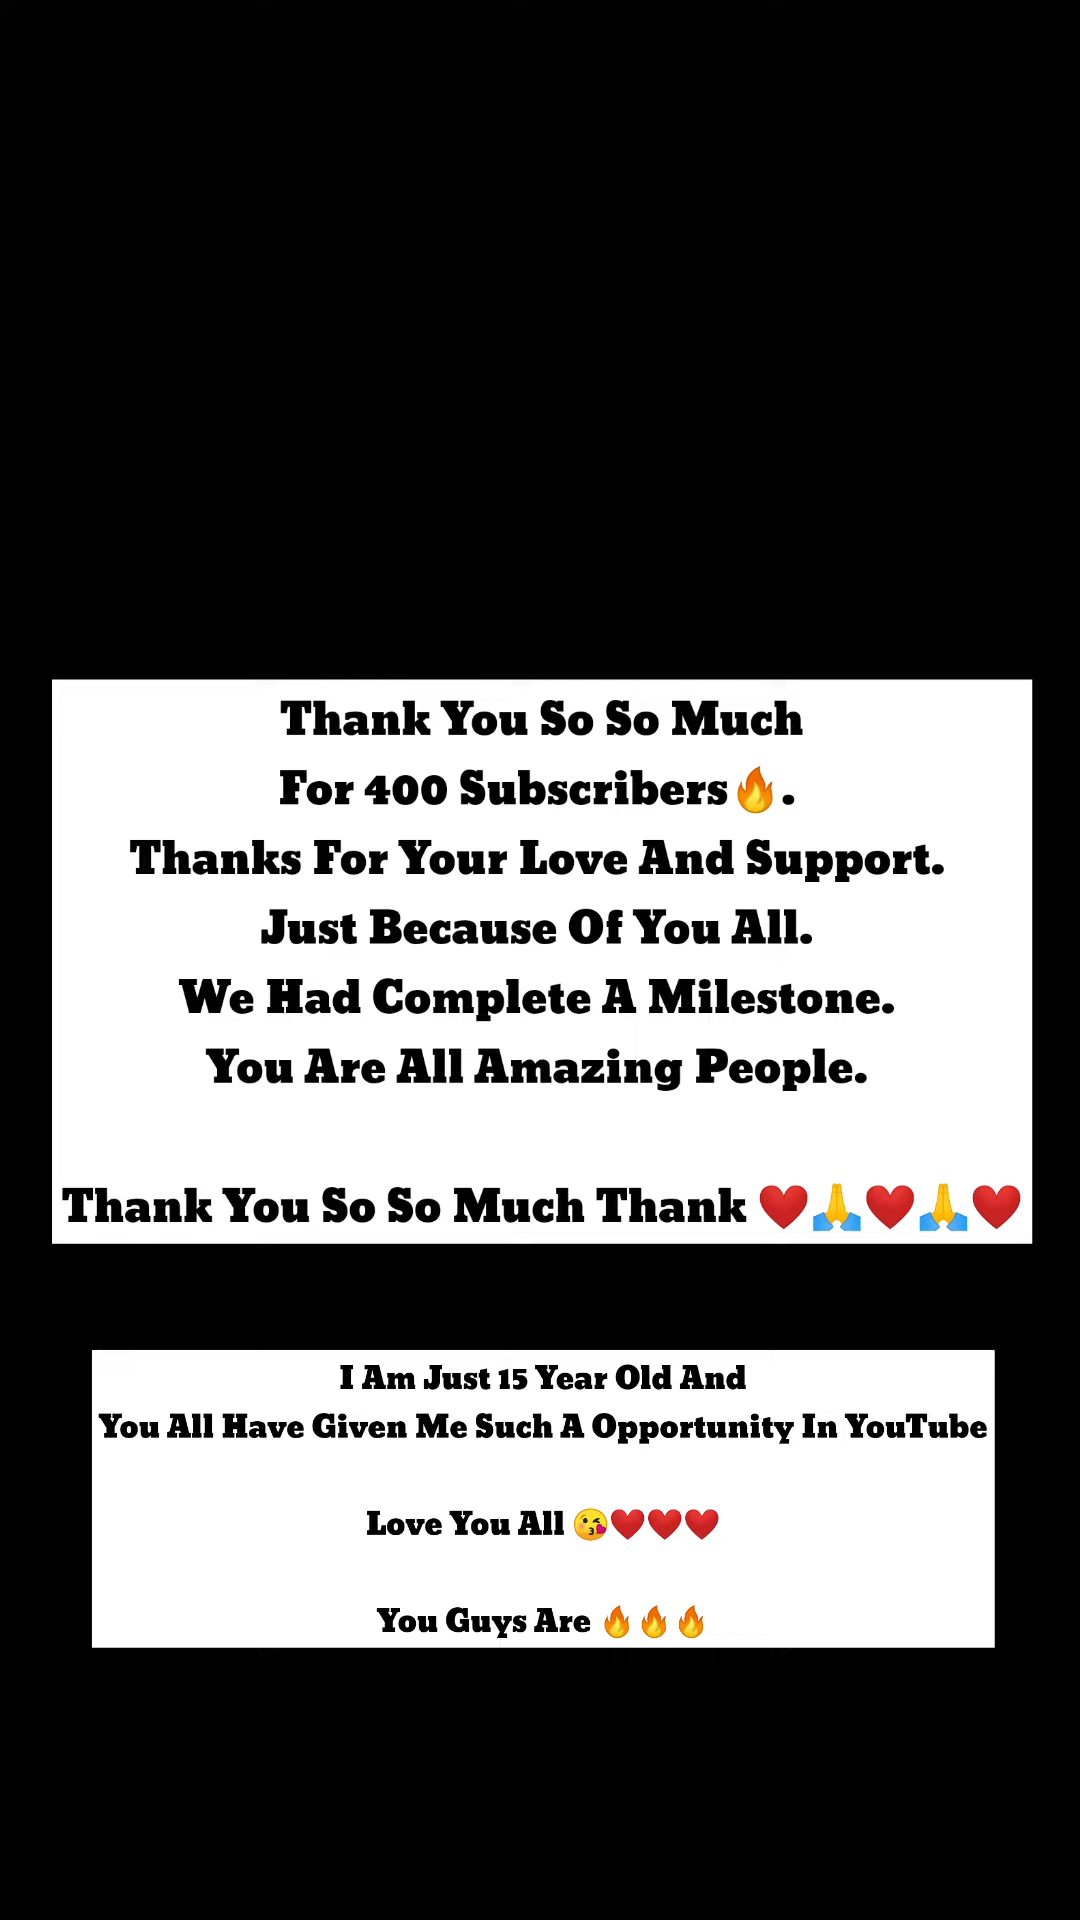 Thank You So So Much
For 400 Subscribers🔥.
Thanks For Your Love And Support.
Just Because Of You All.
We Had Complete A Milestone.
You Are All Amazing People.
Thank You So So Much Thank ❤️🙏❤️🙏❤️
I Am Just 15 Year Old And
You All Have Given Me Such A Opportunity In YouTube
Love You All 😘❤️❤️❤️
You Guys Are 🔥🔥🔥